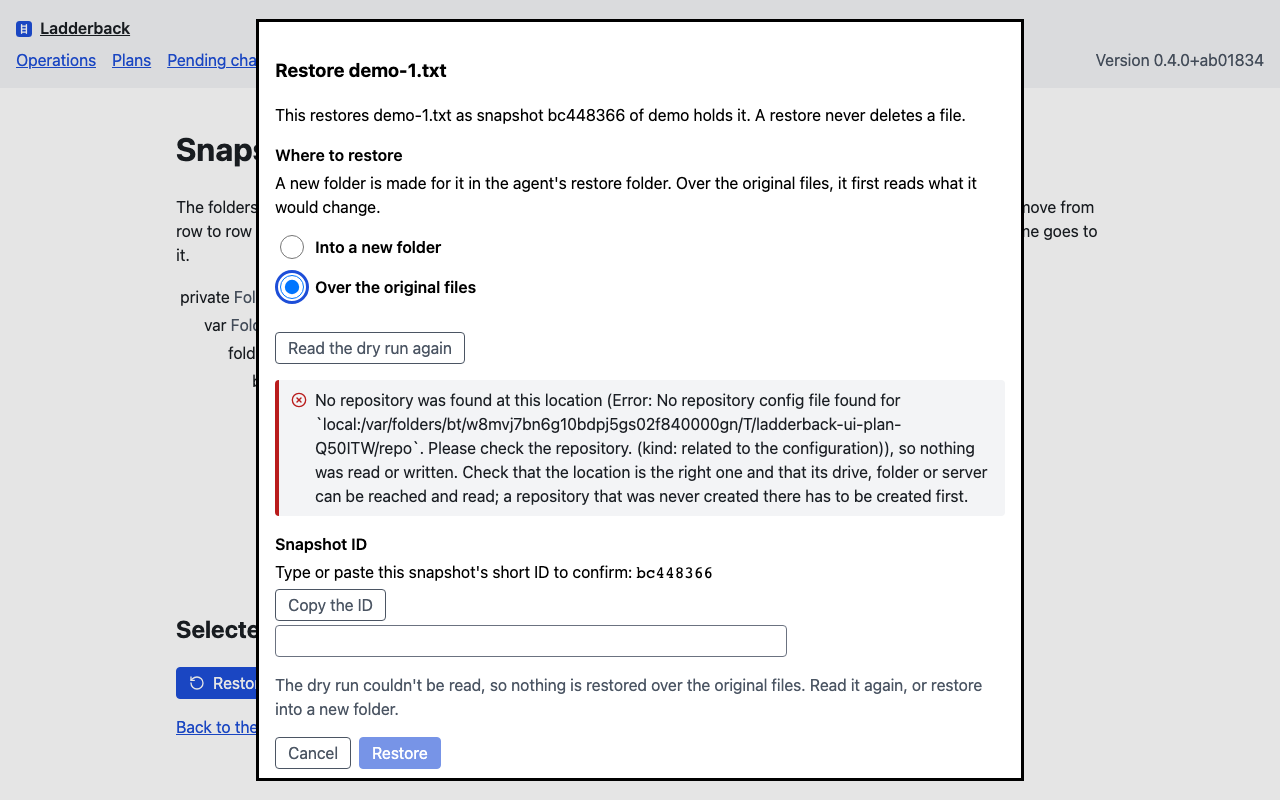 Ladderback
Operations Plans Pending cha
Version 0.4.0+ab01834
Snaps
The folders
row to row
it.
move from
me goes to
private Fol
var Fold
fold
Selecte
Restor
Back to the
Restore demo-1.txt
This restores demo-1.txt as snapshot bc448366 of demo holds it. A restore never deletes a file.
Where to restore
A new folder is made for it in the agent's restore folder. Over the original files, it first reads what it
would change.
Into a new folder
Over the original files
Read the dry run again
No repository was found at this location (Error: No repository config file found for
`local:/var/folders/bt/w8mvj7bn6g10bdpj5gs02f840000gn/T/ladderback-ui-plan-
Q50ITW/repo`. Please check the repository. (kind: related to the configuration)), so nothing
was read or written. Check that the location is the right one and that its drive, folder or server
can be reached and read; a repository that was never created there has to be created first.
Snapshot ID
Type or paste this snapshot's short ID to confirm: bc448366
Copy the ID
The dry run couldn't be read, so nothing is restored over the original files. Read it again, or restore
into a new folder.
Cancel Restore